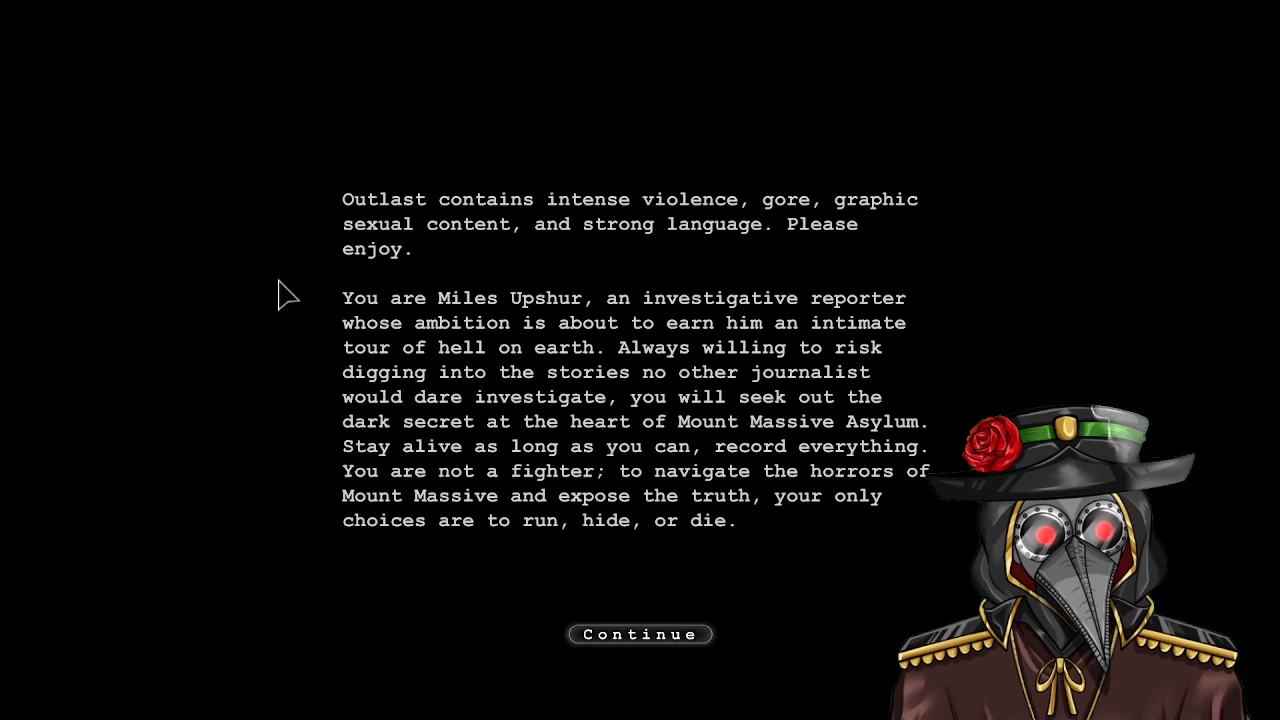 Outlast contains intense violence, gore, graphic
sexual content, and strong language. Please
enjoy.
You are Miles Upshur, an investigative reporter
whose ambition is about to earn him an intimate
tour of hell on earth. Always willing to risk
digging into the stories no other journalist
would dare investigate, you will seek out the
dark secret at the heart of Mount Massive Asylum.
Stay alive as long as you can, record everything.
You are not a fighter; to navigate the horrors of
Mount Massive and expose the truth, your only
choices are to run, hide, or die.
Continue